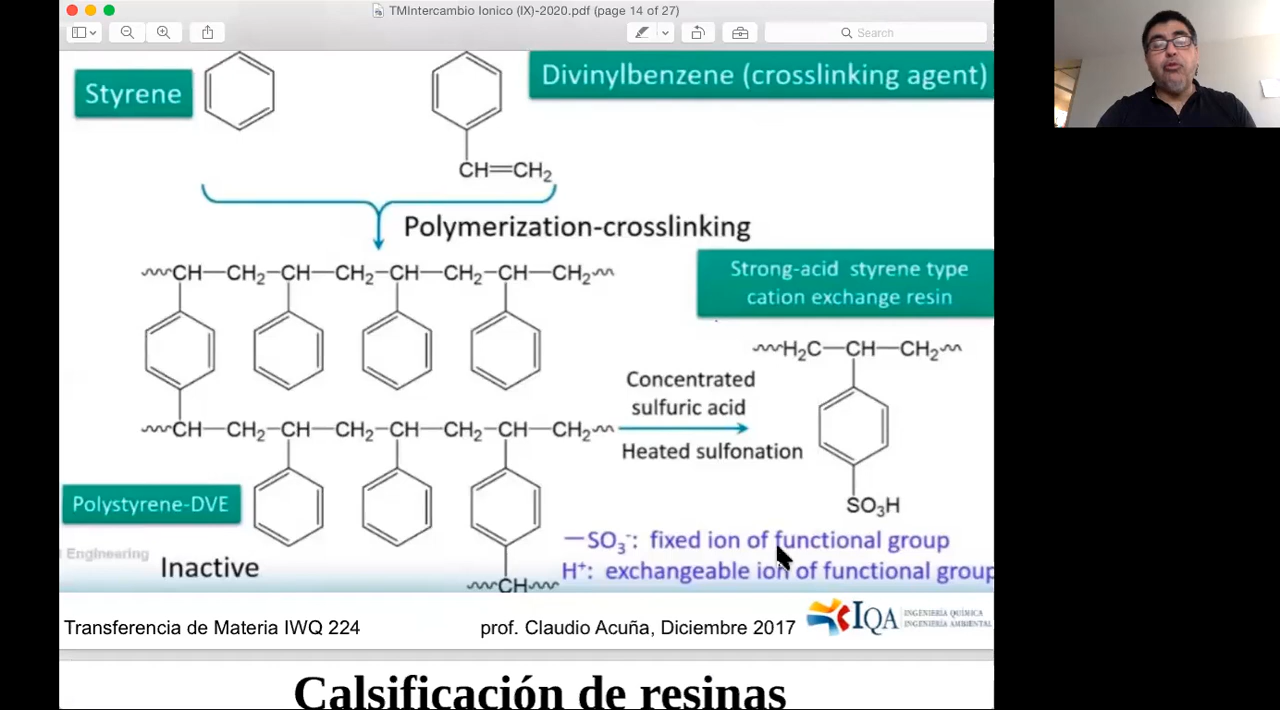 TMIntercambio Ionico (IX)-2020.pdf (page 14 of 27)
Search
Styrene
Divinylbenzene (crosslinking agent)
CH=CH₂
Polymerization-crosslinking
CH—CH₂—CH—CH₂—CH—CH₂—CH—CH₂
Strong-acid styrene type
cation exchange resin
H₂C—CH—CH₂
Concentrated
sulfuric acid
Heated sulfonation
CH—CH₂—CH—CH₂—CH—CH₂—CH—CH₂
SO₃H
Polystyrene-DVE
—SO₃⁻: fixed ion of functional group
Engineering
Inactive
H⁺: exchangeable ion of functional group
CH
Transferencia de Materia IWQ 224
prof. Claudio Acuña, Diciembre 2017
IQA
INGENIERÍA QUÍMICA
INGENIERÍA AMBIENTAL
Calsificación de resinas